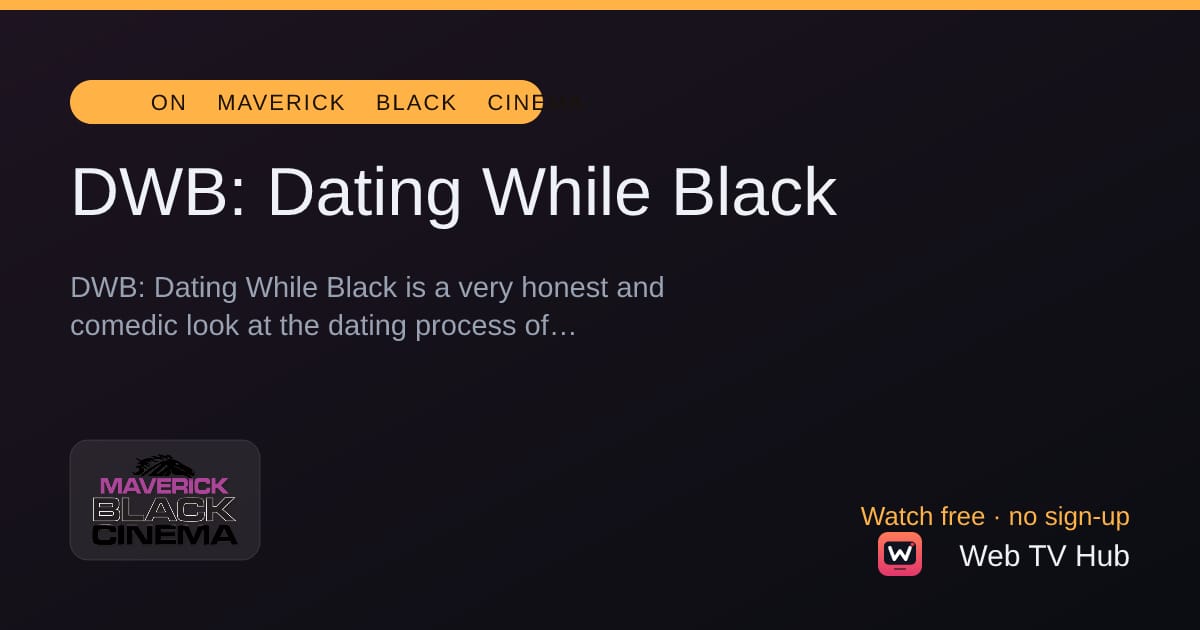 ON MAVERICK BLACK CINEMA
DWB: Dating While Black
DWB: Dating While Black is a very honest and
comedic look at the dating process of…
MAVERICK
BLACK
CINEMA
Watch free · no sign-up
W
Web TV Hub